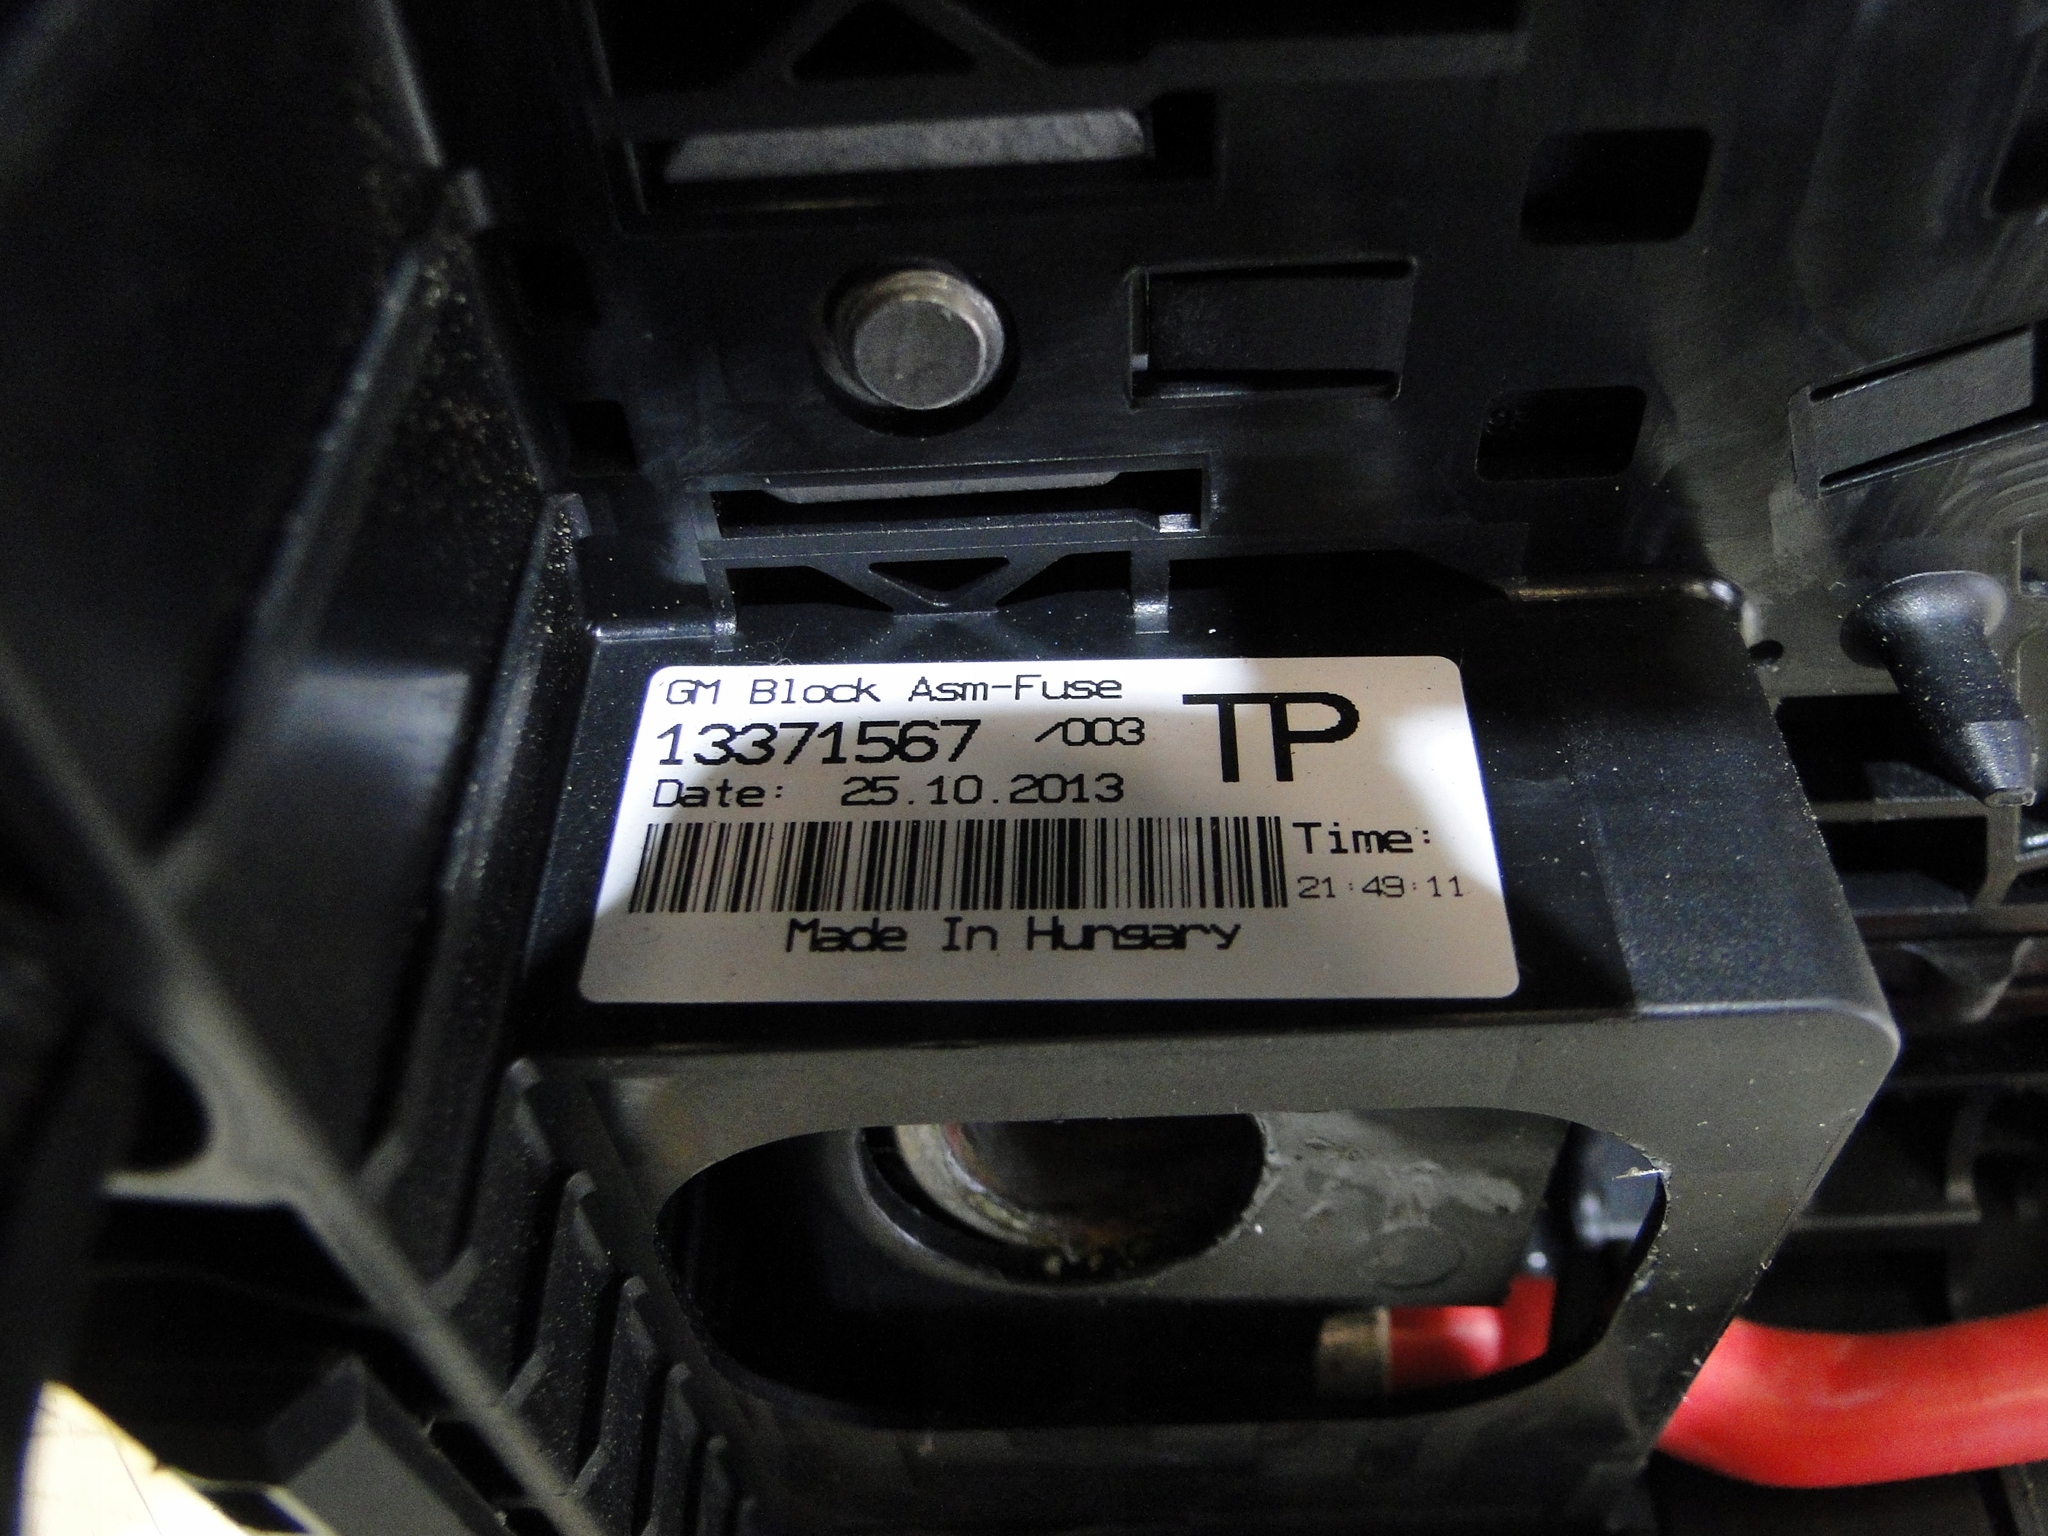 GM Block Asm-Fuse
13371567 /003 TP
Date: 25.10.2013
Time:
21:49:11
Made In Hungary